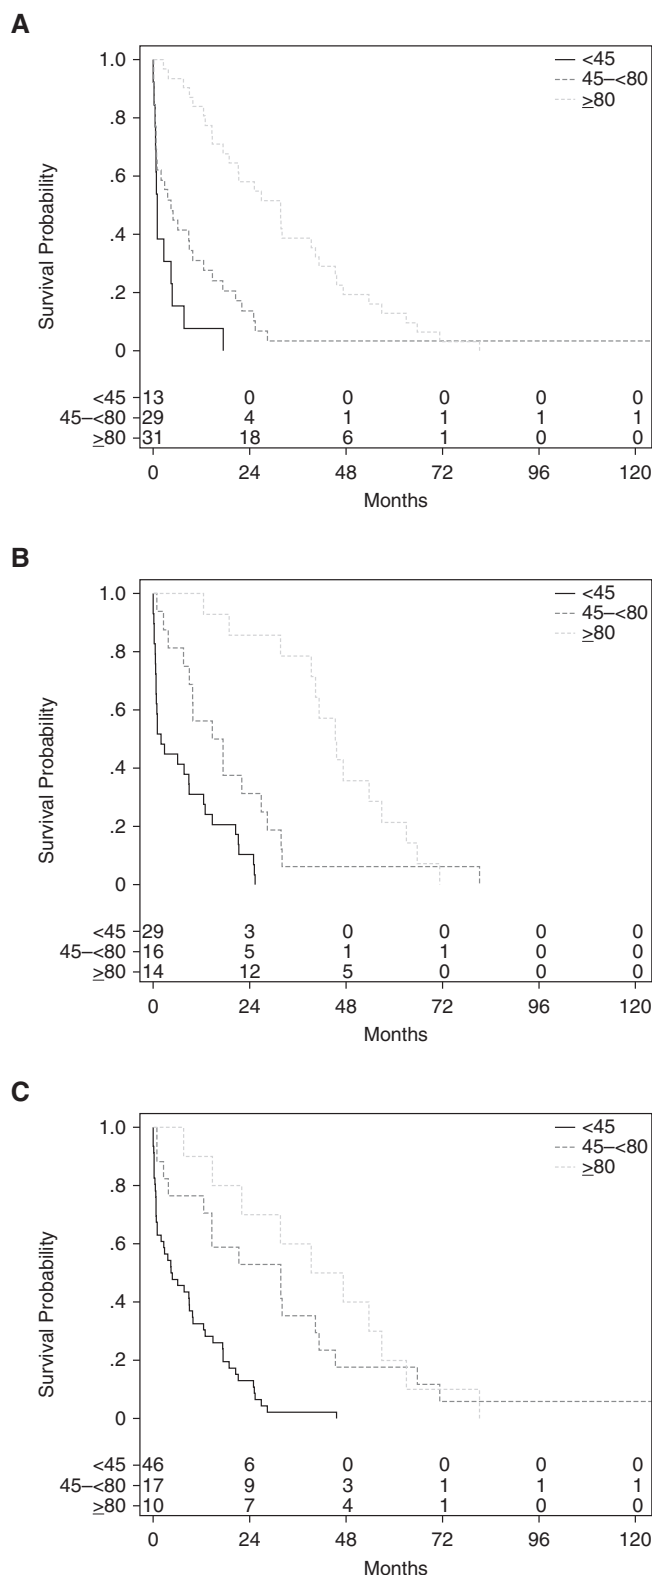 A
1.0
.8
.6
.4
.2
0
Survival Probability
<45
45–<80
≥80
<45 13 0 0 0 0 0
45–<80 29 4 1 1 1 1
≥80 31 18 6 1 0 0
0 24 48 72 96 120
Months
B
1.0
.8
.6
.4
.2
0
Survival Probability
<45
45–<80
≥80
<45 29 3 0 0 0 0
45–<80 16 5 1 1 0 0
≥80 14 12 5 0 0 0
0 24 48 72 96 120
Months
C
1.0
.8
.6
.4
.2
0
Survival Probability
<45
45–<80
≥80
<45 46 6 0 0 0 0
45–<80 17 9 3 1 1 1
≥80 10 7 4 1 0 0
0 24 48 72 96 120
Months